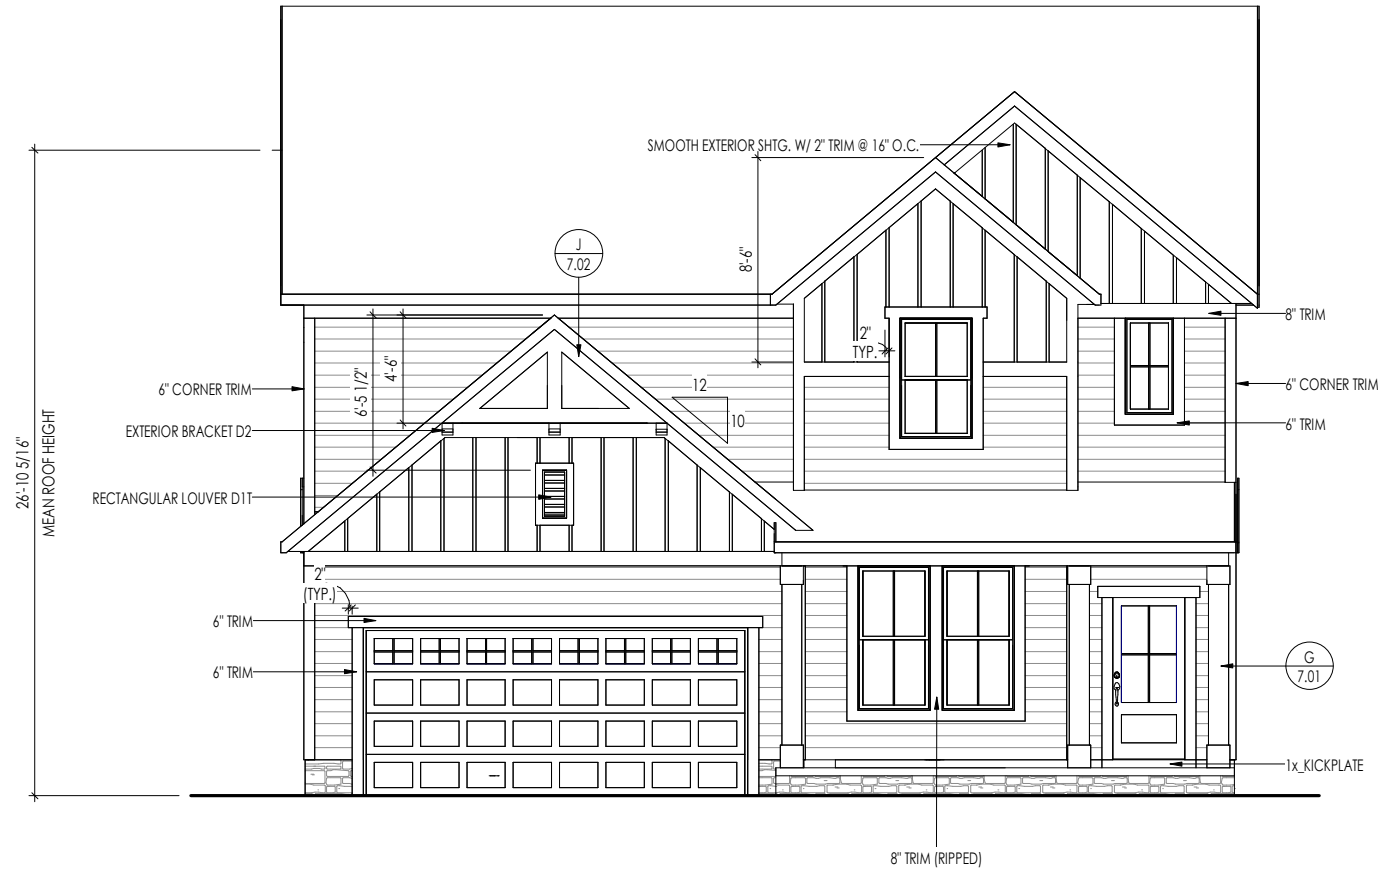 SMOOTH EXTERIOR SHTG. W/ 2" TRIM @ 16" O.C.
J
7.02
8'-6"
8" TRIM
2"
TYP.
4'-6"
6'-5 1/2"
12
10
6" CORNER TRIM
6" CORNER TRIM
6" TRIM
EXTERIOR BRACKET D2
26'-10 5/16"
MEAN ROOF HEIGHT
RECTANGULAR LOUVER D1T
2"
(TYP.)
6" TRIM
6" TRIM
G
7.01
1x_KICKPLATE
8" TRIM (RIPPED)